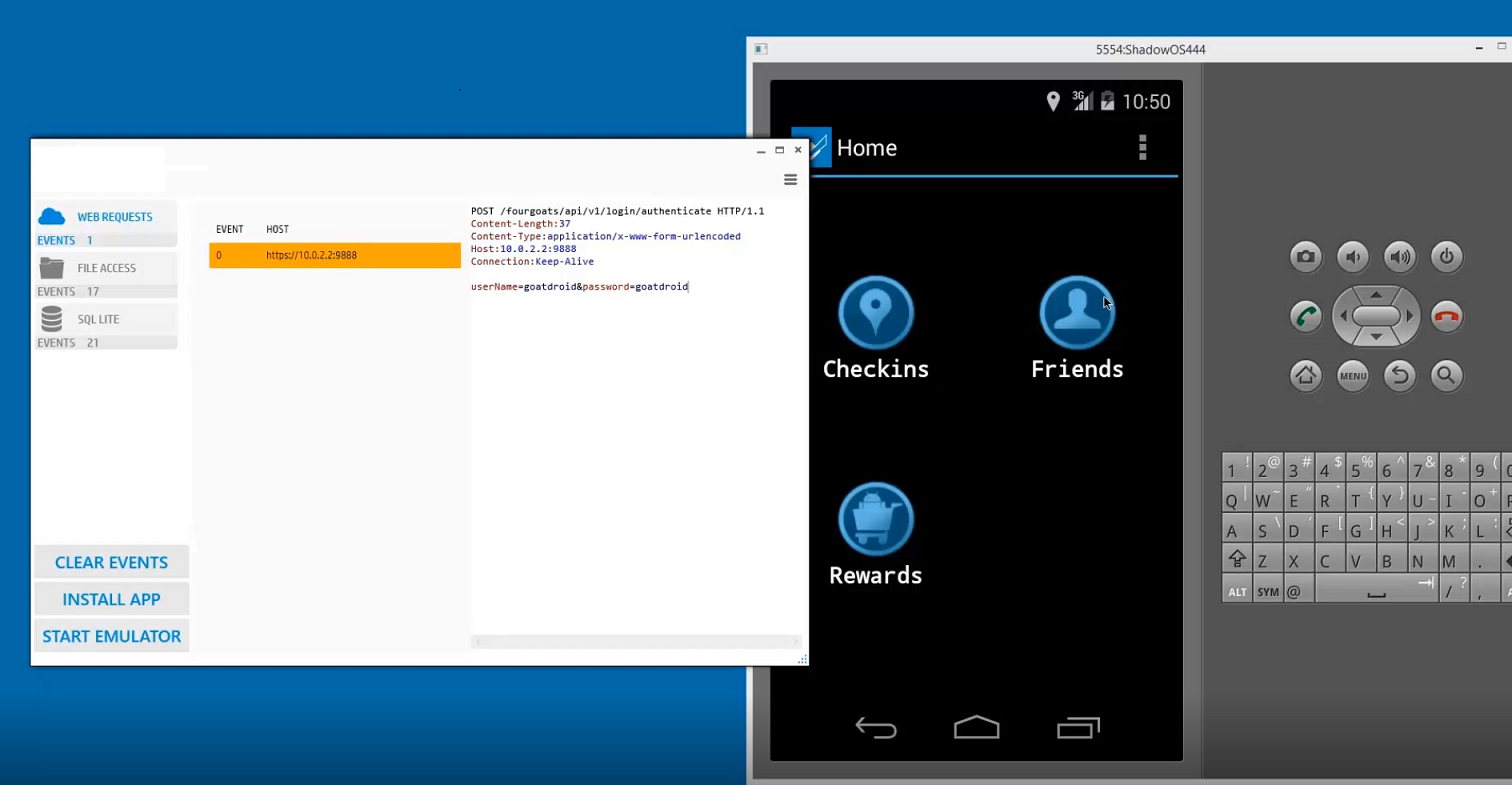 5554:ShadowOS444
3G
10:50
Home
WEB REQUESTS
EVENTS 1
FILE ACCESS
EVENTS 17
SQL LITE
EVENTS 21
CLEAR EVENTS
INSTALL APP
START EMULATOR
EVENT HOST
0 https://10.0.2.2:9888
POST /fourgoats/api/v1/login/authenticate HTTP/1.1
Content-Length:37
Content-Type:application/x-www-form-urlencoded
Host:10.0.2.2:9888
Connection:Keep-Alive
userName=goatdroid&password=goatdroid
Checkins
Friends
Rewards
MENU
1 ! 2 @ 3 # 4 $ 5 % 6 ^ 7 & 8 * 9 (
Q | W ~ E " R ` T { Y } U _ I - O +
A S \ D ' F [ G ] H < J > K ; L :
Z X C V B N M .
ALT SYM @ / ? ,